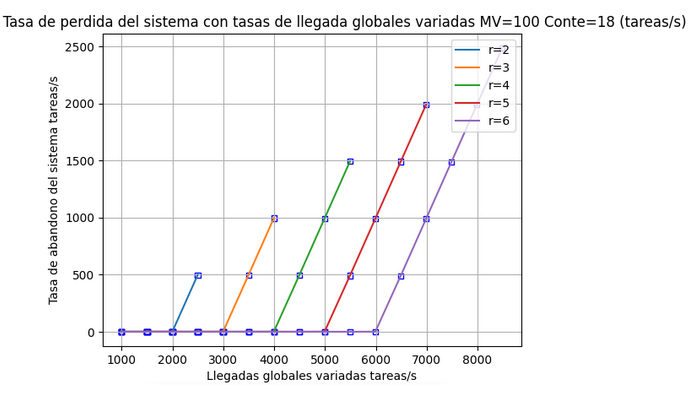 Tasa de perdida del sistema con tasas de llegada globales variadas MV=100 Conte=18 (tareas/s)
Tasa de abandono del sistema tareas/s
2500
2000
1500
1000
500
0
r=2
r=3
r=4
r=5
r=6
1000 2000 3000 4000 5000 6000 7000 8000
Llegadas globales variadas tareas/s